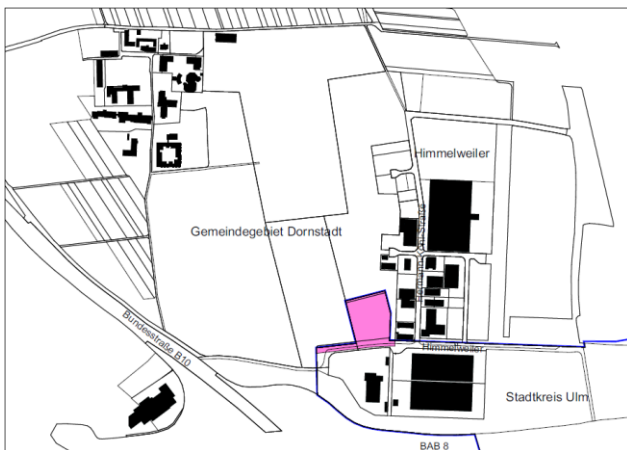 Himmelweiler
Gemeindegebiet Dornstadt
Bundesstraße B10
Himmelweiler
Stadtkreis Ulm
BAB 8